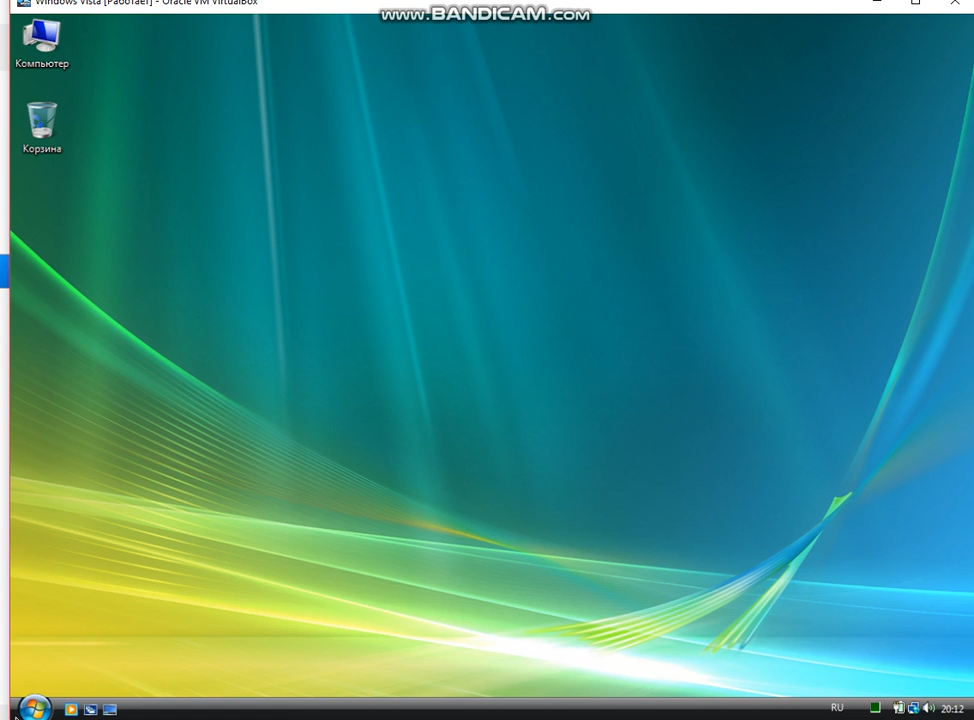 Windows Vista [Работает] - Oracle VM VirtualBox
www.BANDICAM.com
Компьютер
Корзина
RU
20:12